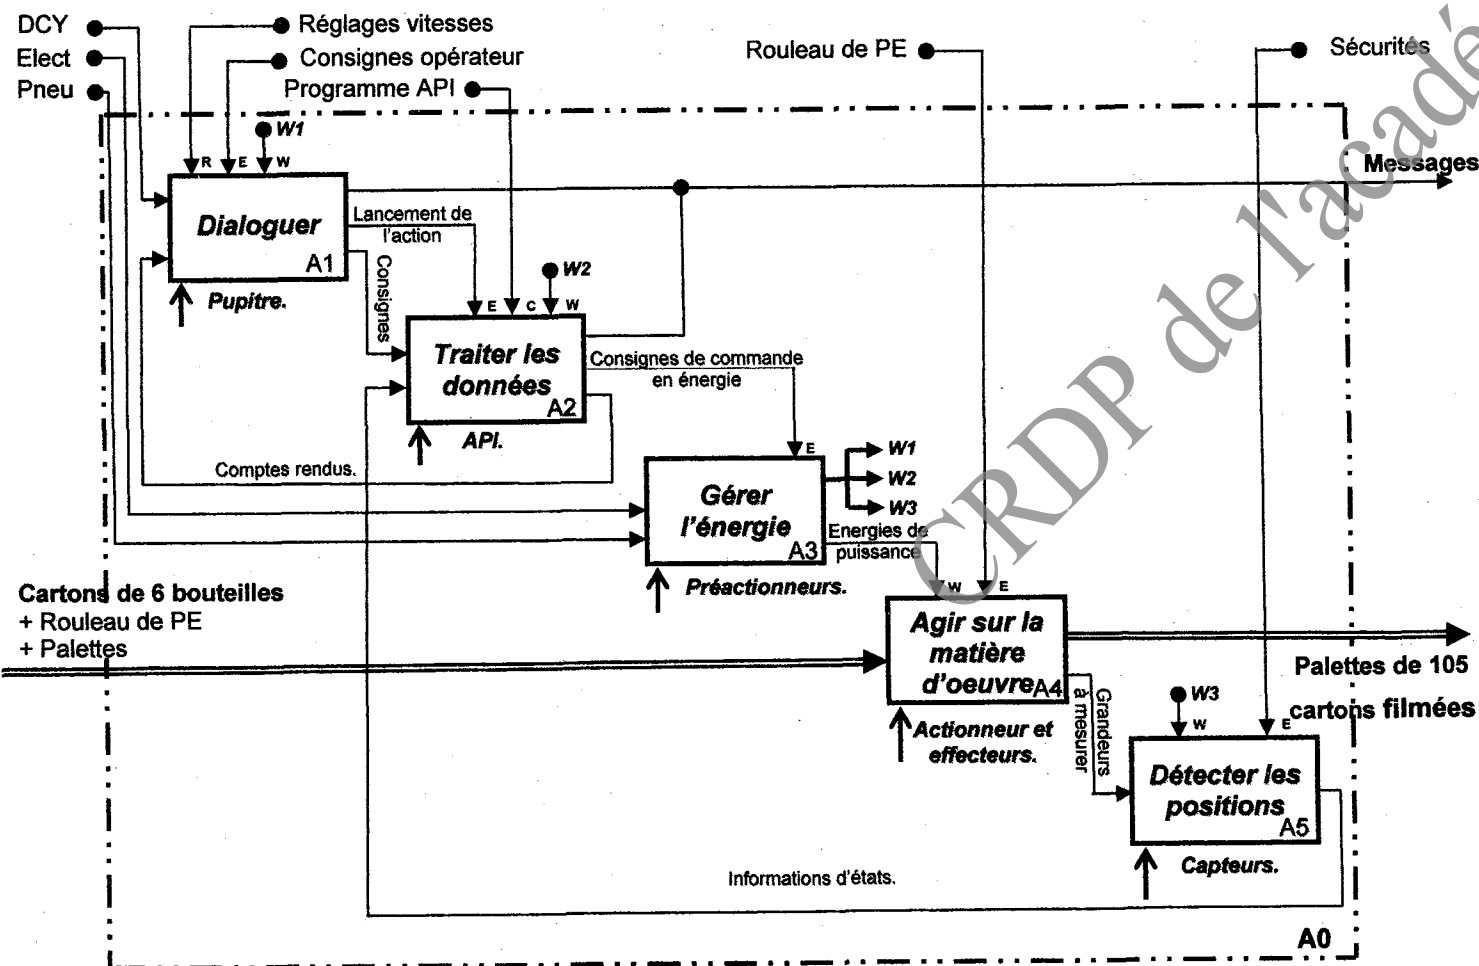 DCY
Elect
Pneu
Réglages vitesses
Consignes opérateur
Programme API
Rouleau de PE
Sécurités
W1
R E W
Dialoguer
A1
Pupitre.
Messages
Lancement de
l'action
Consignes
W2
E C W
Traiter les
données
A2
API.
Comptes rendus.
Consignes de commande
en énergie
E
Gérer
l'énergie
A3
Préactionneurs.
W1
W2
W3
Energies de
puissance
Cartons de 6 bouteilles
+ Rouleau de PE
+ Palettes
W E
Agir sur la
matière
d'oeuvre
A4
Actionneur et
effecteurs.
Grandeurs
à mesurer
Palettes de 105
cartons filmées
W3
W E
Détecter les
positions
A5
Capteurs.
Informations d'états.
A0
CRDP de l'acadé